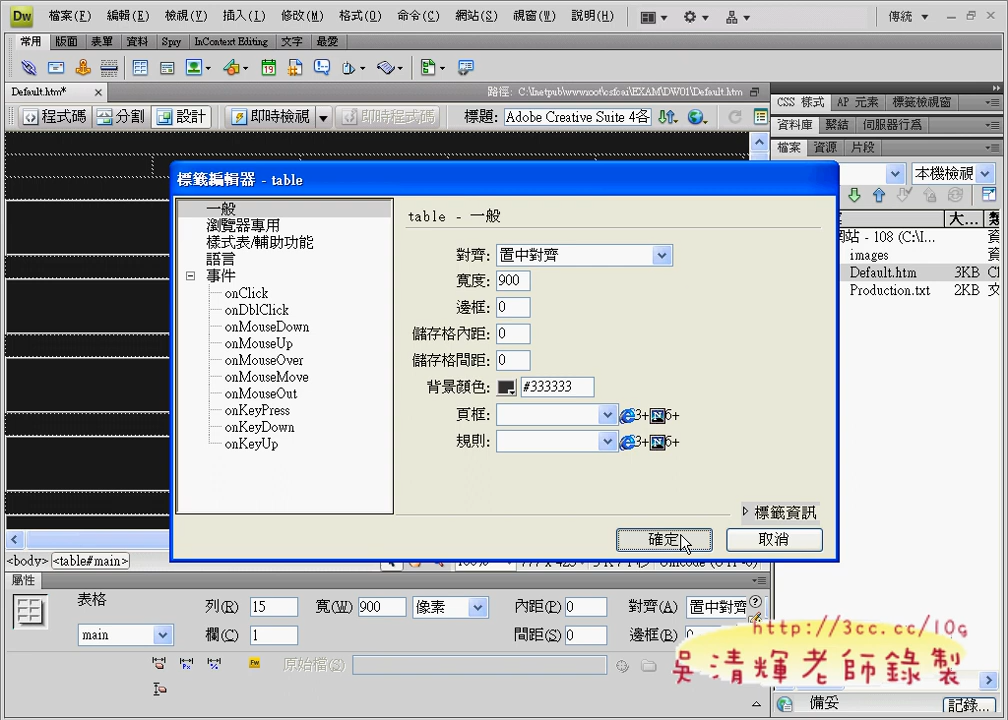 Dw 檔案(F) 編輯(E) 檢視(V) 插入(I) 修改(M) 格式(O) 命令(C) 網站(S) 視窗(W) 說明(H) 傳統
常用 版面 表單 資料 Spry InContext Editing 文字 最愛
Default.htm*
路徑: C:\Inetpub\wwwroot\csfoai\EXAM\DW01\Default.htm
程式碼 分割 設計 即時檢視 即時程式碼 標題: Adobe Creative Suite 4各
CSS 樣式 AP 元素 標籤檢視窗
資料庫 繫結 伺服器行為
檔案 資源 片段
本機檢視
大...
網站 - 108 (C:\I...
images
Default.htm 3KB
Production.txt 2KB 文
標籤編輯器 - table
一般
瀏覽器專用
樣式表/輔助功能
語言
事件
onClick
onDblClick
onMouseDown
onMouseUp
onMouseOver
onMouseMove
onMouseOut
onKeyPress
onKeyDown
onKeyUp
table - 一般
對齊: 置中對齊
寬度: 900
邊框: 0
儲存格內距: 0
儲存格間距: 0
背景顏色: #333333
頁框: 3+ 6+
規則: 3+ 6+
標籤資訊
確定 取消
<body> <table#main>
屬性
表格 列(R) 15 寬(W) 900 像素 內距(P) 0 對齊(A) 置中對齊
main 欄(C) 1 間距(S) 0 邊框(B) 0
Fw 原始檔(S)
http://3cc.cc/10g
吳清輝老師錄製
備妥 記錄...